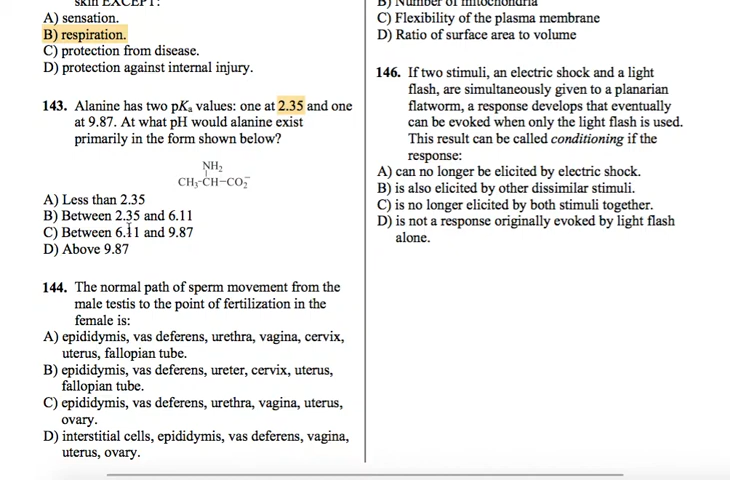 skin EXCEPT:
A) sensation.
B) respiration.
C) protection from disease.
D) protection against internal injury.
143. Alanine has two pKa values: one at 2.35 and one
at 9.87. At what pH would alanine exist
primarily in the form shown below?
NH2
CH3-CH-CO2−
A) Less than 2.35
B) Between 2.35 and 6.11
C) Between 6.11 and 9.87
D) Above 9.87
144. The normal path of sperm movement from the
male testis to the point of fertilization in the
female is:
A) epididymis, vas deferens, urethra, vagina, cervix,
uterus, fallopian tube.
B) epididymis, vas deferens, ureter, cervix, uterus,
fallopian tube.
C) epididymis, vas deferens, urethra, vagina, uterus,
ovary.
D) interstitial cells, epididymis, vas deferens, vagina,
uterus, ovary.
B) Number of mitochondria
C) Flexibility of the plasma membrane
D) Ratio of surface area to volume
146. If two stimuli, an electric shock and a light
flash, are simultaneously given to a planarian
flatworm, a response develops that eventually
can be evoked when only the light flash is used.
This result can be called conditioning if the
response:
A) can no longer be elicited by electric shock.
B) is also elicited by other dissimilar stimuli.
C) is no longer elicited by both stimuli together.
D) is not a response originally evoked by light flash
alone.